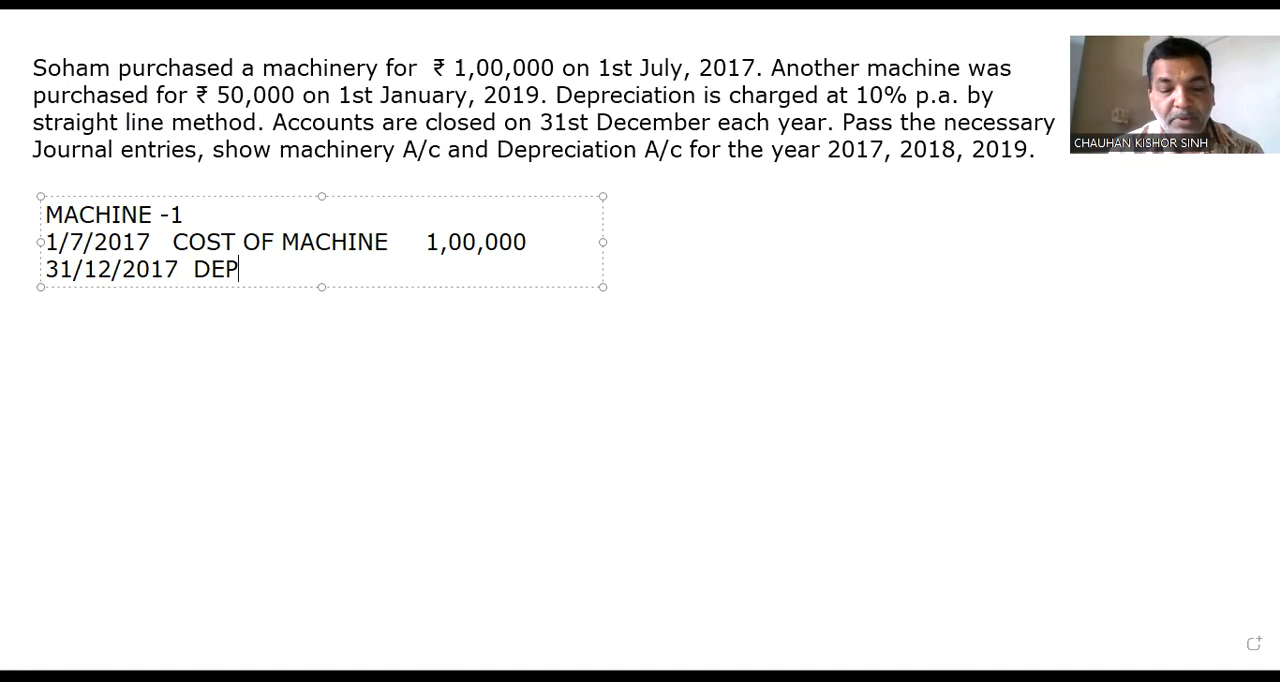 Soham purchased a machinery for ₹ 1,00,000 on 1st July, 2017. Another machine was
purchased for ₹ 50,000 on 1st January, 2019. Depreciation is charged at 10% p.a. by
straight line method. Accounts are closed on 31st December each year. Pass the necessary
Journal entries, show machinery A/c and Depreciation A/c for the year 2017, 2018, 2019.
CHAUHAN KISHOR SINH
MACHINE -1
1/7/2017 COST OF MACHINE 1,00,000
31/12/2017 DEP